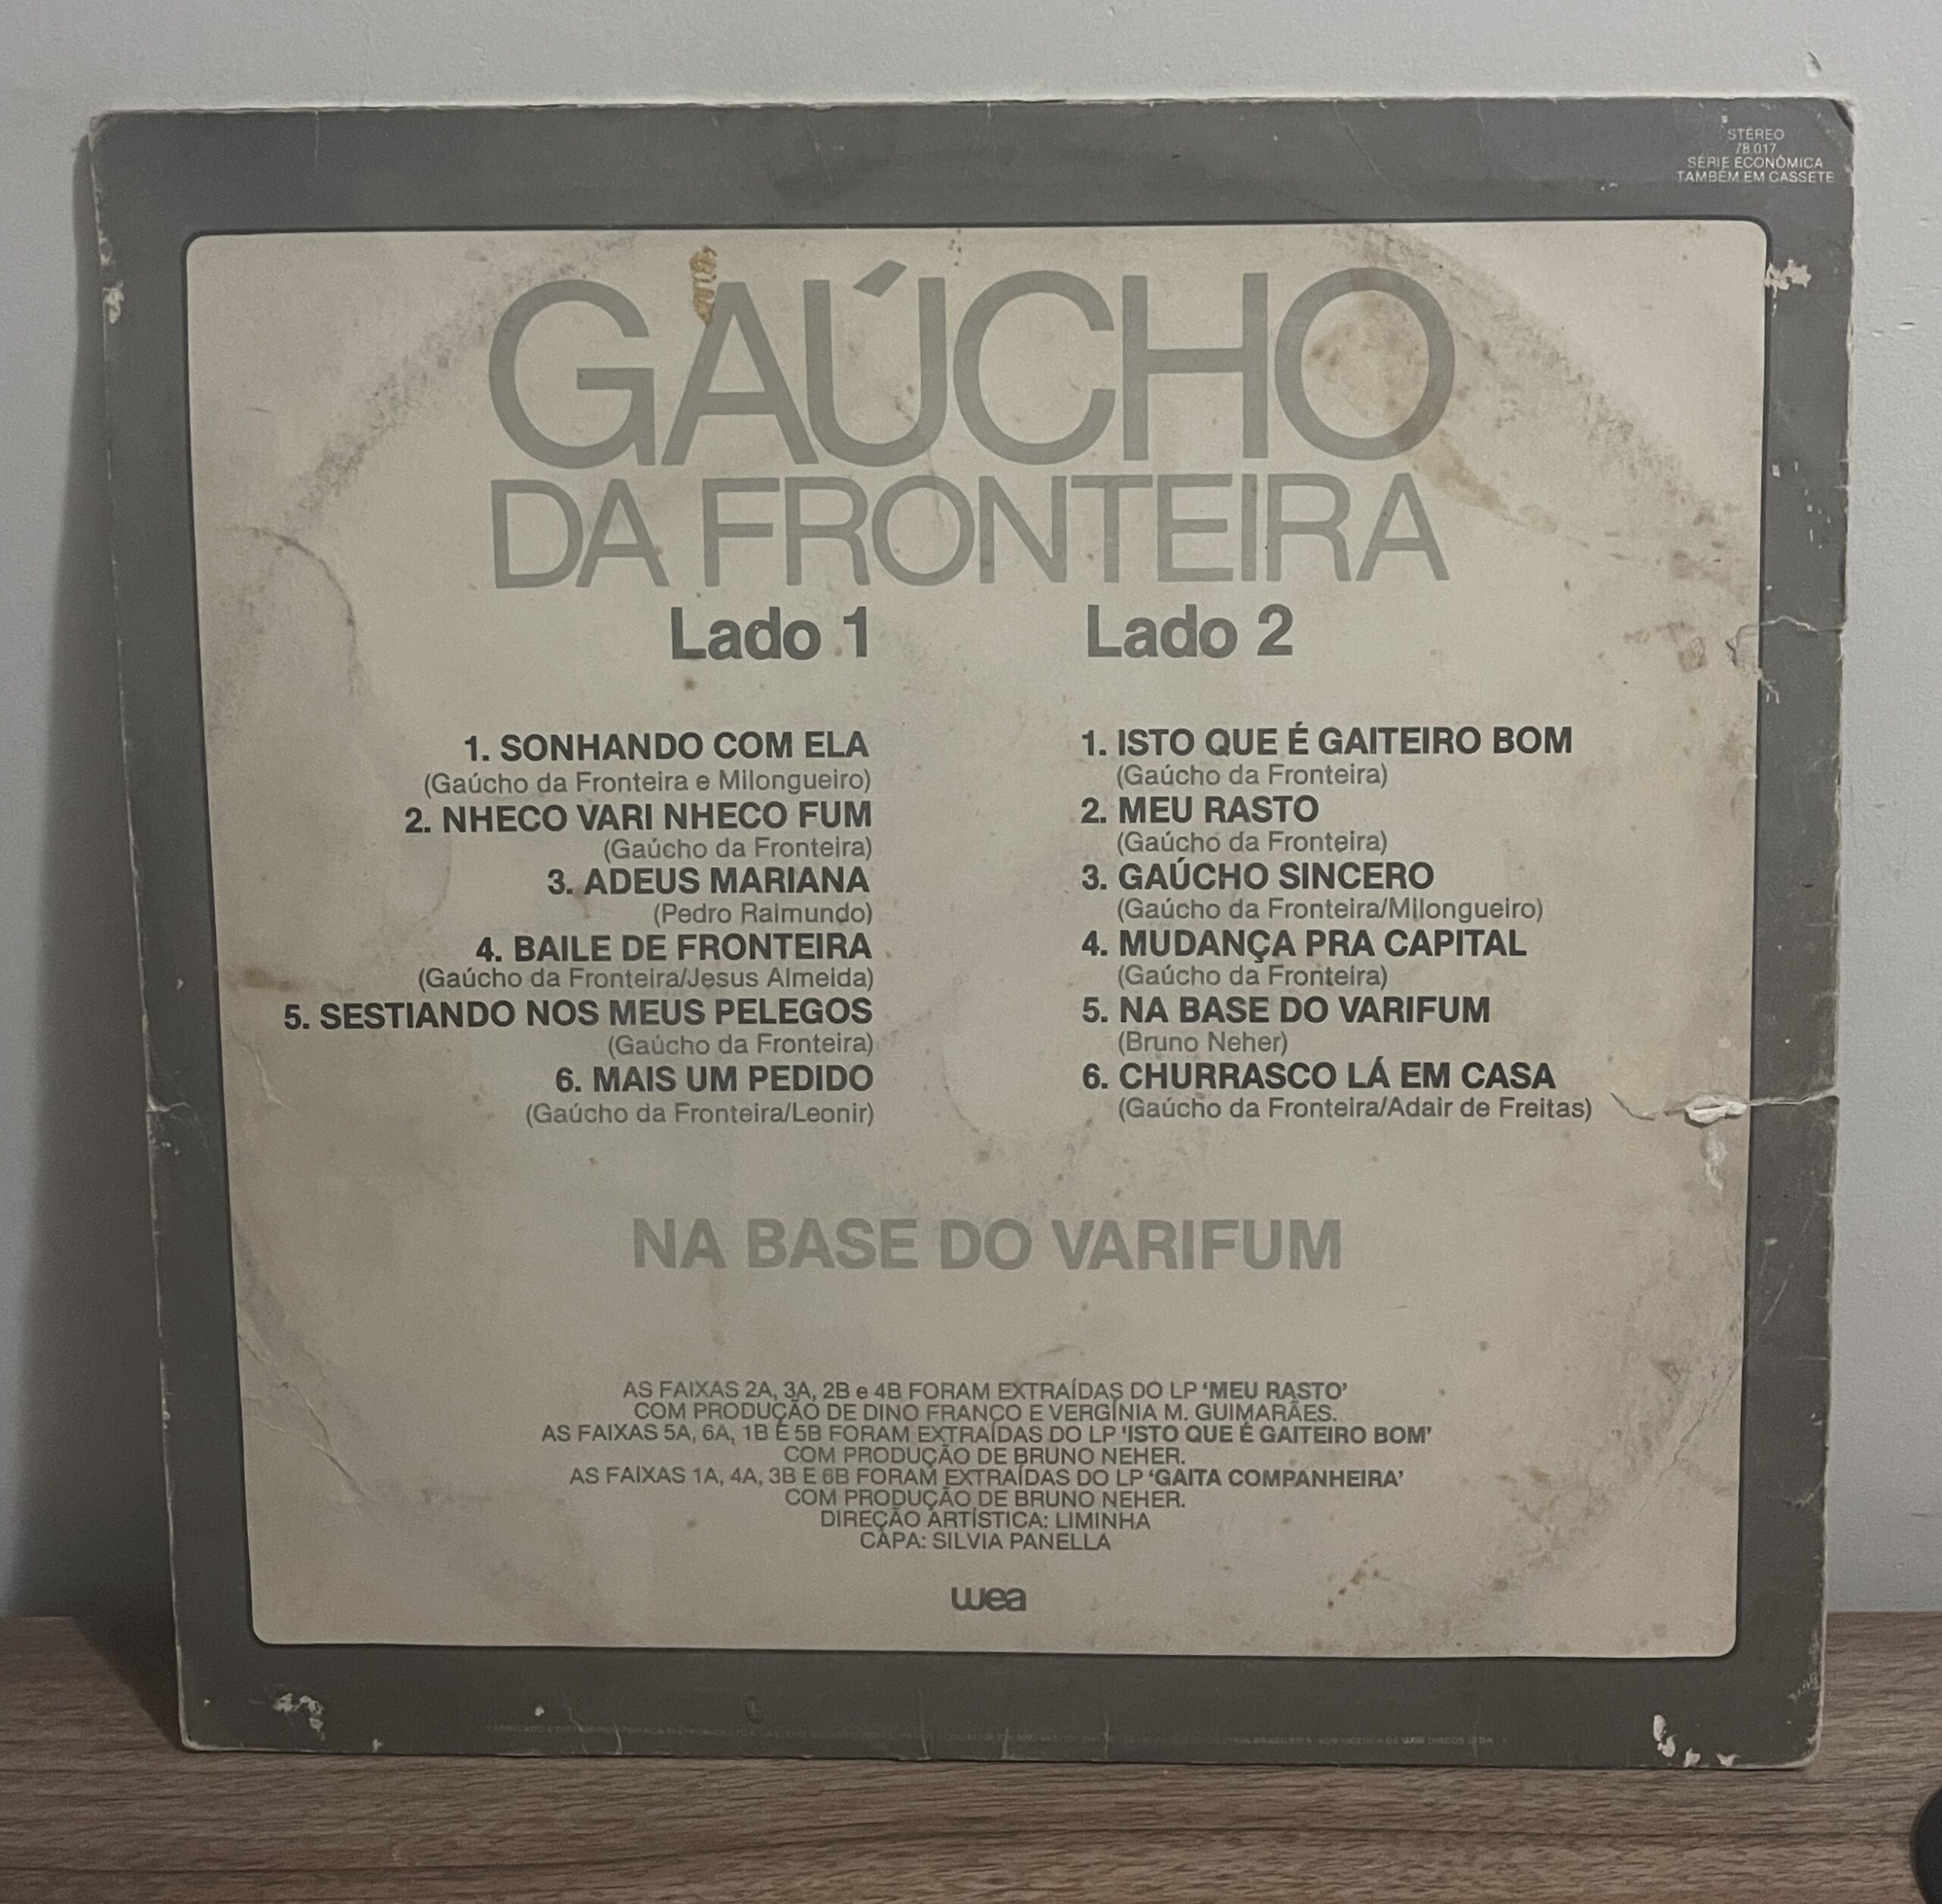 STÉREO
78.017
SÉRIE ECONÔMICA
TAMBÉM EM CASSETE
GAÚCHO
DA FRONTEIRA
Lado 1
1. SONHANDO COM ELA
(Gaúcho da Fronteira e Milongueiro)
2. NHECO VARI NHECO FUM
(Gaúcho da Fronteira)
3. ADEUS MARIANA
(Pedro Raimundo)
4. BAILE DE FRONTEIRA
(Gaúcho da Fronteira/Jesus Almeida)
5. SESTIANDO NOS MEUS PELEGOS
(Gaúcho da Fronteira)
6. MAIS UM PEDIDO
(Gaúcho da Fronteira/Leonir)
Lado 2
1. ISTO QUE É GAITEIRO BOM
(Gaúcho da Fronteira)
2. MEU RASTO
(Gaúcho da Fronteira)
3. GAÚCHO SINCERO
(Gaúcho da Fronteira/Milongueiro)
4. MUDANÇA PRA CAPITAL
(Gaúcho da Fronteira)
5. NA BASE DO VARIFUM
(Bruno Neher)
6. CHURRASCO LÁ EM CASA
(Gaúcho da Fronteira/Adair de Freitas)
NA BASE DO VARIFUM
AS FAIXAS 2A, 3A, 2B e 4B FORAM EXTRAÍDAS DO LP ‘MEU RASTO’
COM PRODUÇÃO DE DINO FRANCO E VERGÍNIA M. GUIMARÃES.
AS FAIXAS 5A, 6A, 1B E 5B FORAM EXTRAÍDAS DO LP ‘ISTO QUE É GAITEIRO BOM’
COM PRODUÇÃO DE BRUNO NEHER.
AS FAIXAS 1A, 4A, 3B E 6B FORAM EXTRAÍDAS DO LP ‘GAITA COMPANHEIRA’
COM PRODUÇÃO DE BRUNO NEHER.
DIREÇÃO ARTÍSTICA: LIMINHA
CAPA: SILVIA PANELLA
wea